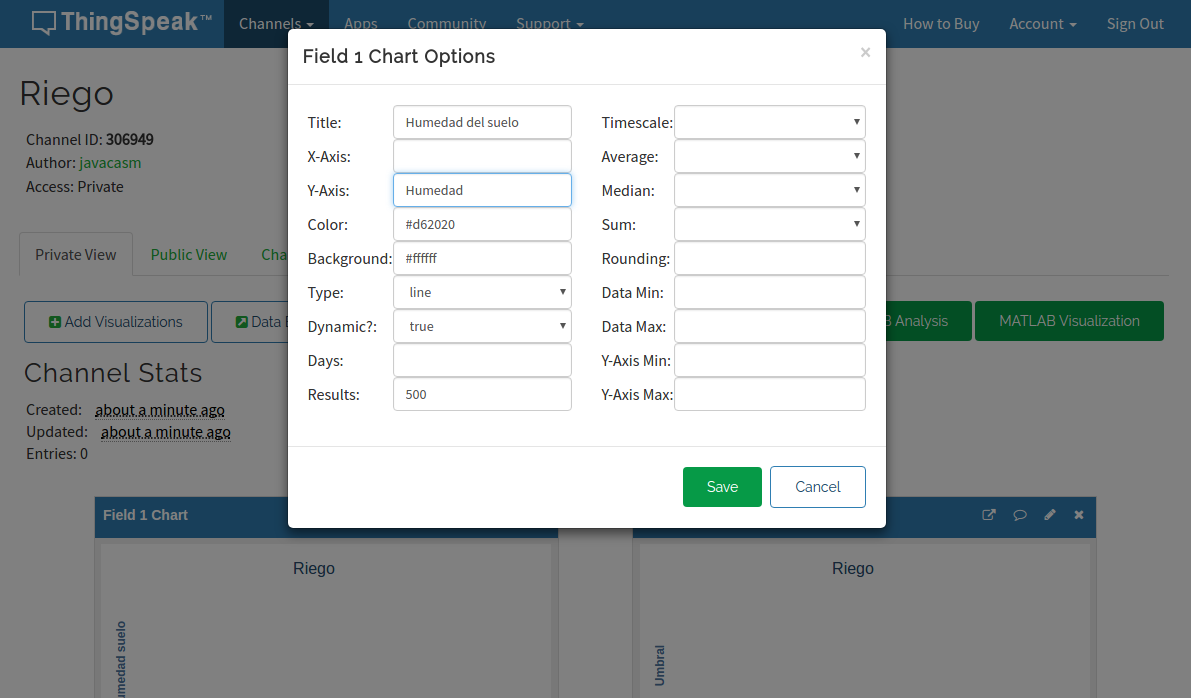 ThingSpeak™ Channels Apps Community Support How to Buy Account Sign Out
Field 1 Chart Options ×
Riego
Channel ID: 306949
Author: javacasm
Access: Private
Private View Public View Cha
Add Visualizations Data B Analysis MATLAB Visualization
Title: Humedad del suelo Timescale:
X-Axis: Average:
Y-Axis: Humedad Median:
Color: #d62020 Sum:
Background: #ffffff Rounding:
Type: line Data Min:
Dynamic?: true Data Max:
Days: Y-Axis Min:
Results: 500 Y-Axis Max:
Save Cancel
Channel Stats
Created: about a minute ago
Updated: about a minute ago
Entries: 0
Field 1 Chart
Riego
umedad suelo
Riego
Umbral